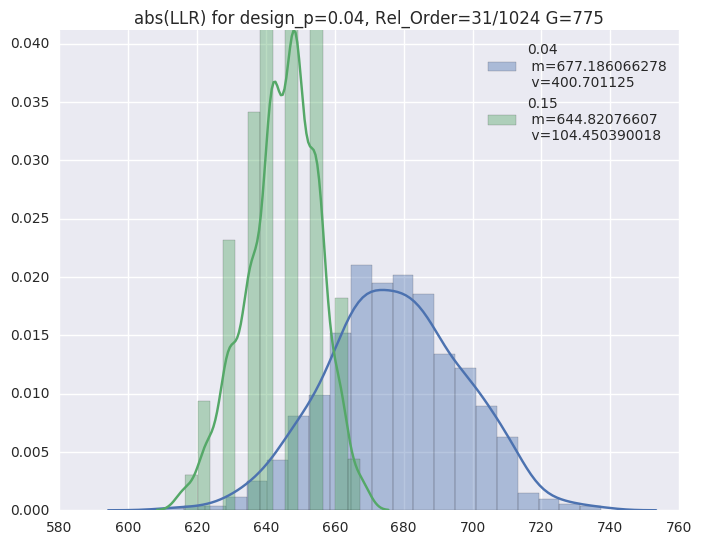 abs(LLR) for design_p=0.04, Rel_Order=31/1024 G=775
0.040
0.035
0.030
0.025
0.020
0.015
0.010
0.005
0.000
0.04
m=677.186066278
v=400.701125
0.15
m=644.82076607
v=104.450390018
580 600 620 640 660 680 700 720 740 760